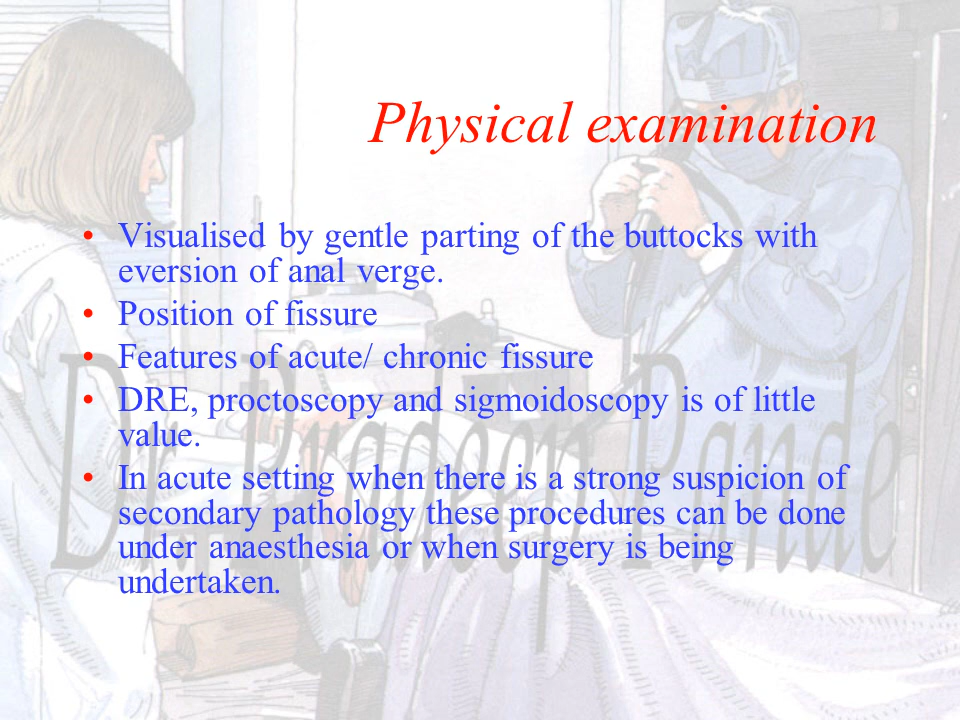 Physical examination
• Visualised by gentle parting of the buttocks with
eversion of anal verge.
• Position of fissure
• Features of acute/ chronic fissure
• DRE, proctoscopy and sigmoidoscopy is of little
value.
• In acute setting when there is a strong suspicion of
secondary pathology these procedures can be done
under anaesthesia or when surgery is being
undertaken.
Dr. Pradeep Pande